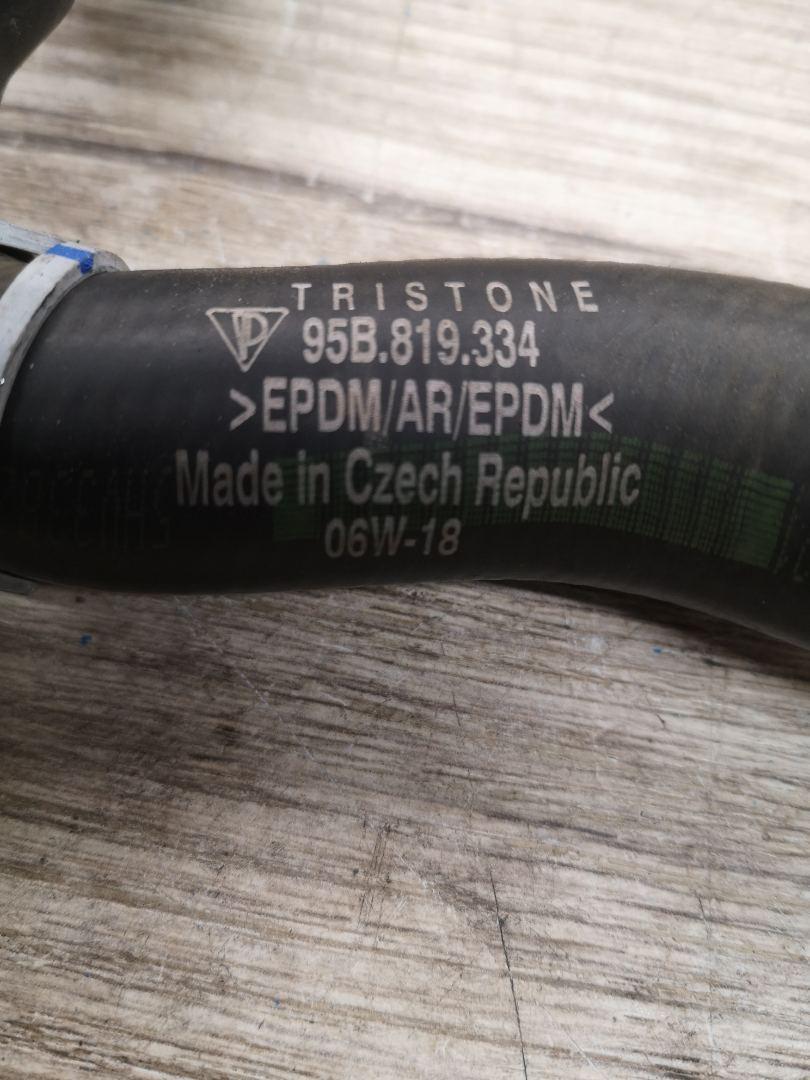 TRISTONE
95B.819.334
>EPDM/AR/EPDM<
Made in Czech Republic
06W-18